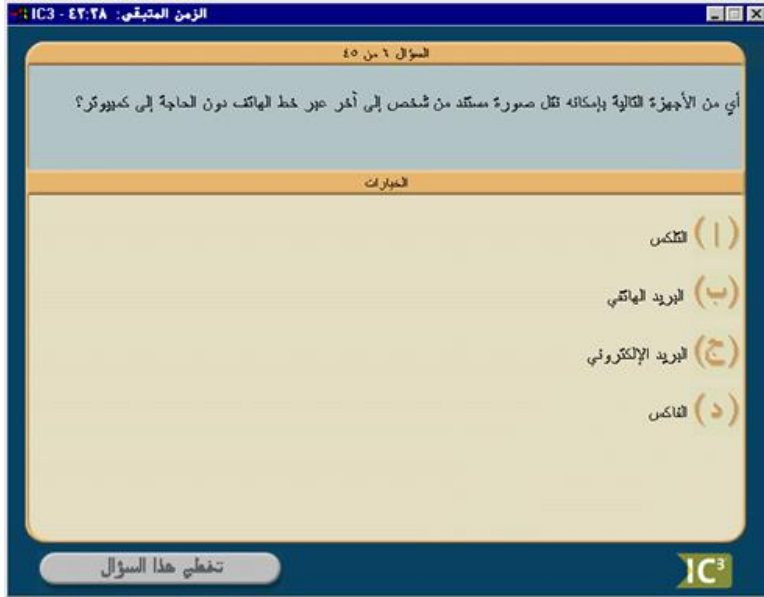 الزمن المتبقي: ٤٣:٢٨ - IC3
السؤال ٦ من ٤٥
أي من الأجهزة التالية بإمكانه نقل صورة مستند من شخص إلى آخر عبر خط الهاتف دون الحاجة إلى كمبيوتر؟
الخيارات
(ا) التلكس
(ب) البريد الهاتفي
(ج) البريد الإلكتروني
(د) الفاكس
تخطي هذا السؤال
IC³